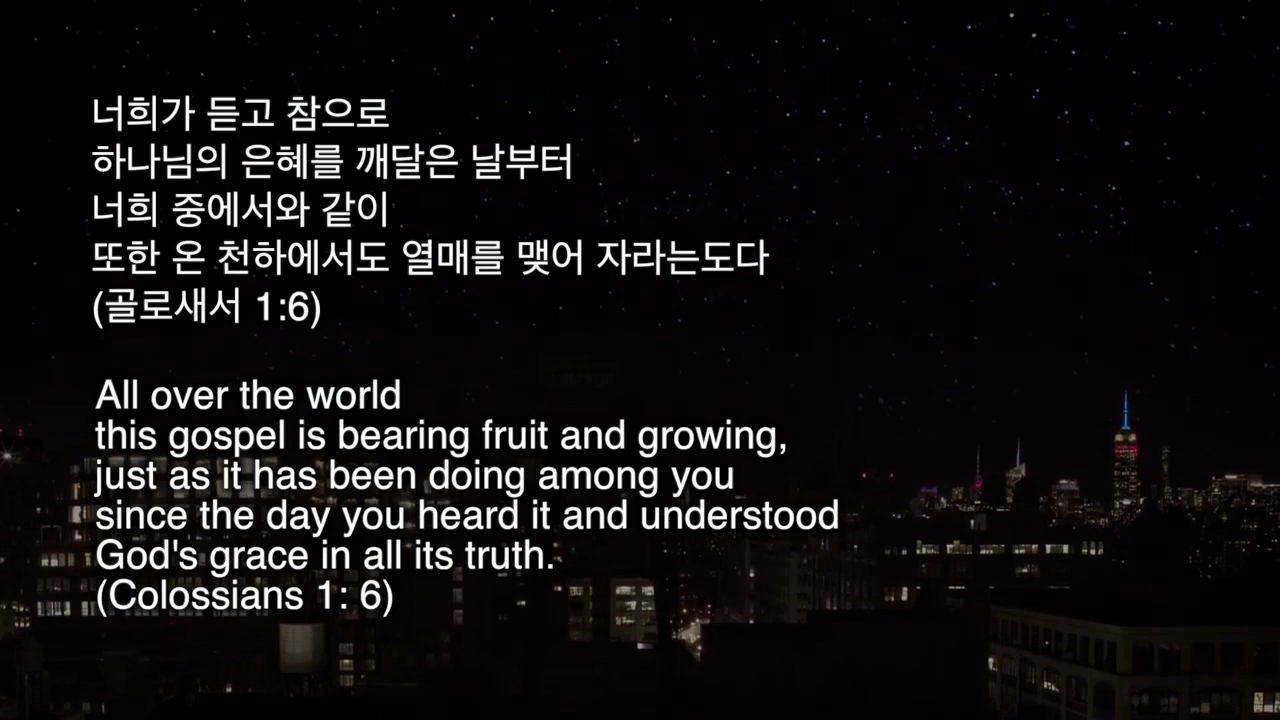 너희가 듣고 참으로
하나님의 은혜를 깨달은 날부터
너희 중에서와 같이
또한 온 천하에서도 열매를 맺어 자라는도다
(골로새서 1:6)
All over the world
this gospel is bearing fruit and growing,
just as it has been doing among you
since the day you heard it and understood
God's grace in all its truth.
(Colossians 1: 6)